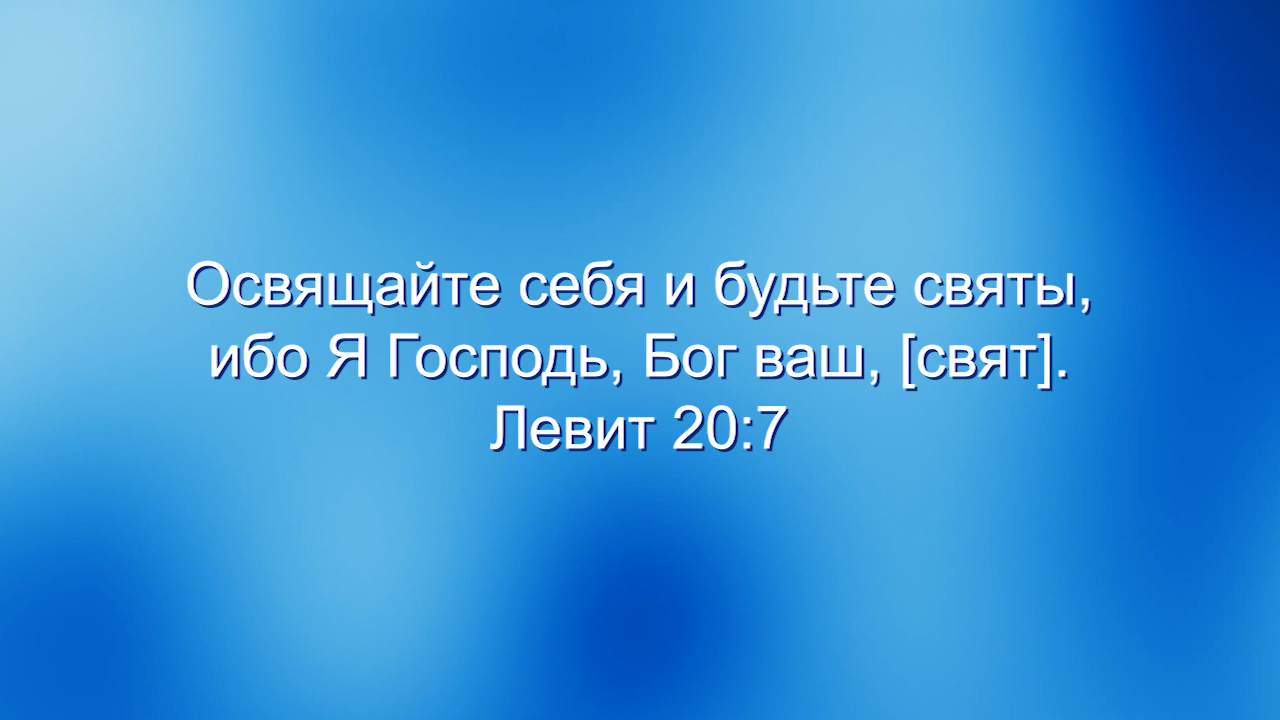 Освящайте себя и будьте святы,
ибо Я Господь, Бог ваш, [свят].
Левит 20:7